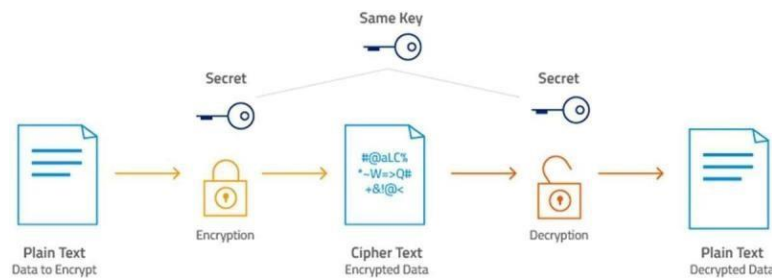 Same Key
Secret
Secret
#@aLC%
*~W=>Q#
+&!@<
Encryption
Decryption
Plain Text
Data to Encrypt
Cipher Text
Encrypted Data
Plain Text
Decrypted Data